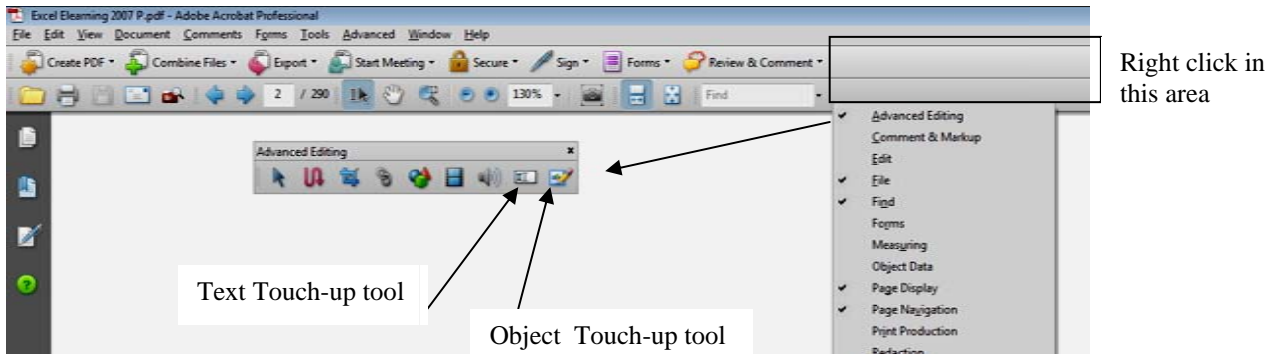 Excel Elearning 2007 P.pdf - Adobe Acrobat Professional
File Edit View Document Comments Forms Tools Advanced Window Help
Create PDF Combine Files Export Start Meeting Secure Sign Forms Review & Comment
2 / 290 130% Find
Right click in
this area
Advanced Editing
Comment & Markup
Edit
File
Find
Forms
Measuring
Object Data
Page Display
Page Navigation
Print Production
Redaction
Advanced Editing x
Text Touch-up tool
Object Touch-up tool